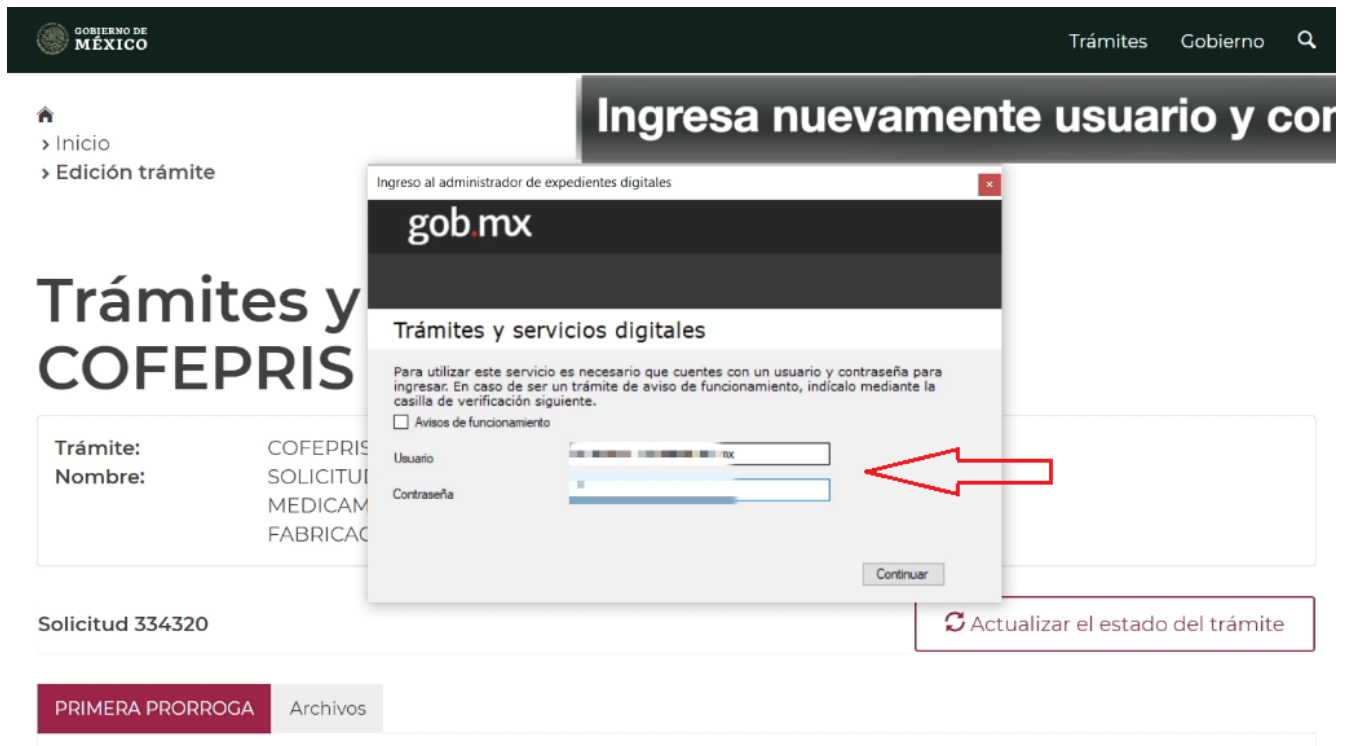 GOBIERNO DE
MÉXICO
Trámites Gobierno
Ingresa nuevamente usuario y
> Inicio
> Edición trámite
Ingreso al administrador de expedientes digitales
x
gob.mx
Trámites y
COFEPRIS
Trámites y servicios digitales
Para utilizar este servicio es necesario que cuentes con un usuario y contraseña para
ingresar. En caso de ser un trámite de aviso de funcionamiento, indícalo mediante la
casilla de verificación siguiente.
Avisos de funcionamiento
Usuario mx
Contraseña
Continuar
Trámite: COFEPRIS
Nombre: SOLICITUD
MEDICAM
FABRICAC
Solicitud 334320
Actualizar el estado del trámite
PRIMERA PRORROGA Archivos